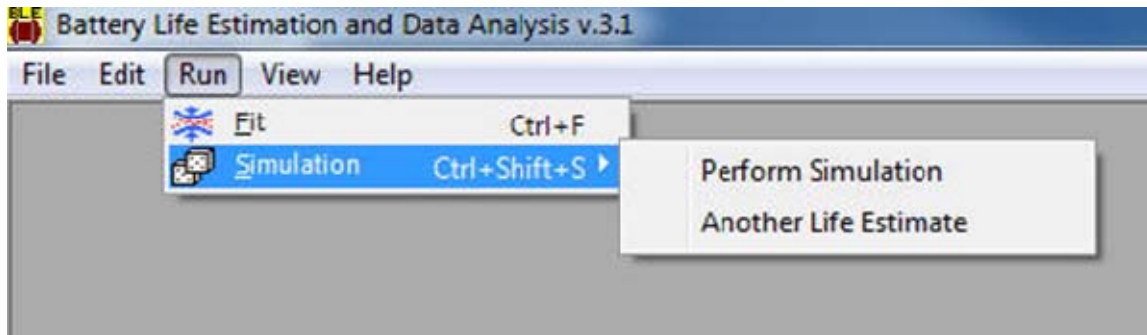 BLE
Battery Life Estimation and Data Analysis v.3.1
File Edit Run View Help
Fit Ctrl+F
Simulation Ctrl+Shift+S
Perform Simulation
Another Life Estimate